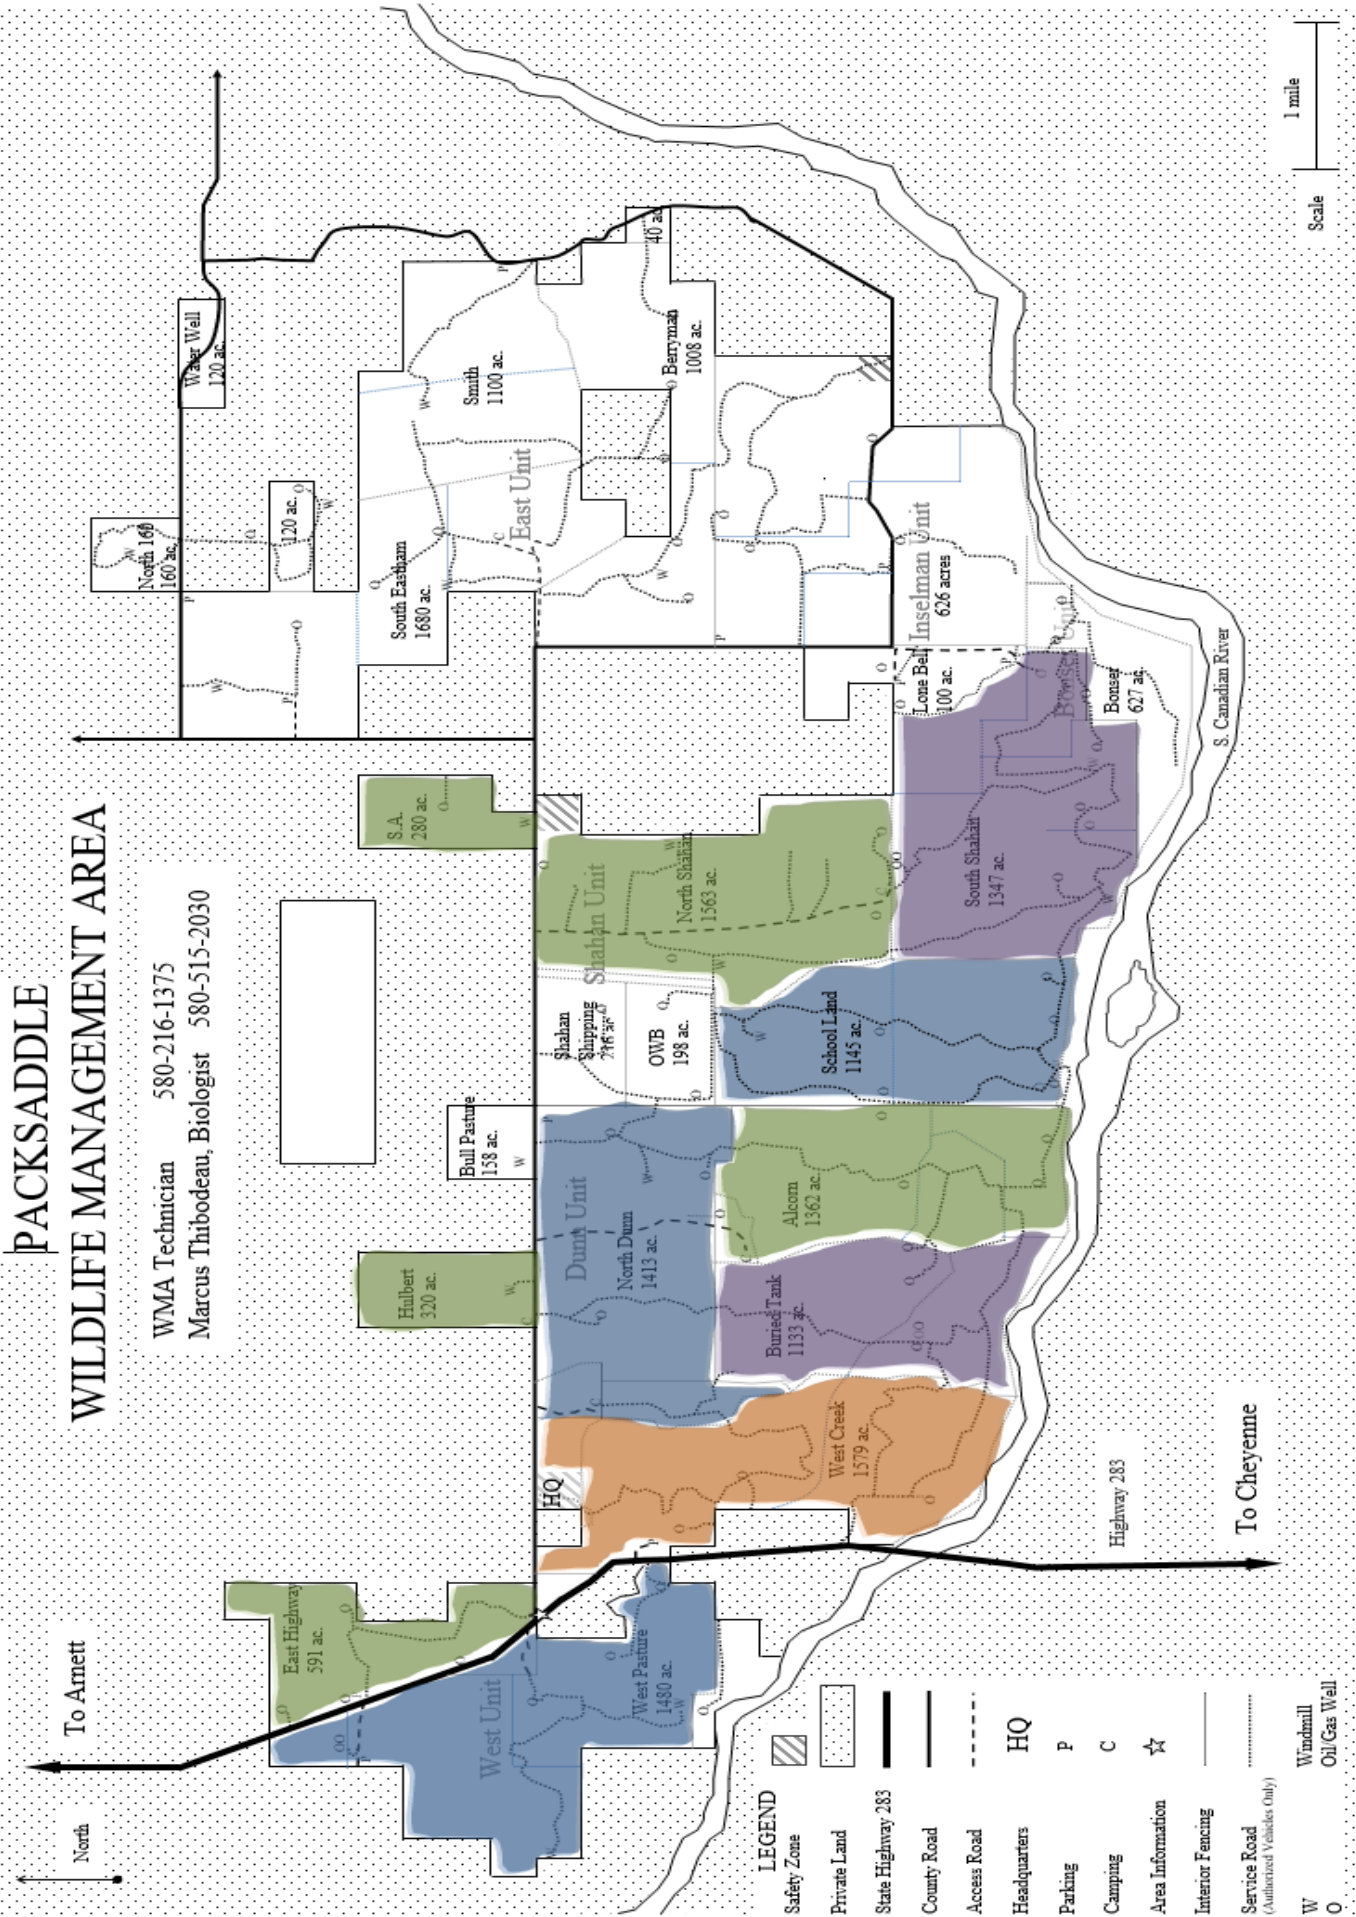 PACKSADDLE
WILDLIFE MANAGEMENT AREA
WMA Technician 580-216-1375
Marcus Thibodeau, Biologist 580-515-2030
North
To Arnett
East Highway
591 ac.
West Unit
West Pasture
1480 ac.
HQ
Hulbert
320 ac.
Bull Pasture
158 ac.
Dunn Unit
North Dunn
1413 ac.
West Creek
1579 ac.
Buried Tank
1133 ac.
Alcorn
1362 ac.
School Land
1145 ac.
Shahan
Shipping
216 ac.
OWB
198 ac.
Shahan Unit
North Shahan
1563 ac.
S.A.
280 ac.
South Shahan
1347 ac.
Bonser Unit
Bonser
627 ac.
Lone Bell
100 ac.
Inselman Unit
626 acres
North 160
160 ac.
120 ac.
Water Well
120 ac.
South Eastham
1680 ac.
East Unit
Smith
1100 ac.
Berryman
1008 ac.
40 ac
S. Canadian River
Highway 283
To Cheyenne
LEGEND
Safety Zone
Private Land
State Highway 283
County Road
Access Road
Headquarters HQ
Parking P
Camping C
Area Information
Interior Fencing
Service Road
(Authorized Vehicles Only)
W Windmill
O Oil/Gas Well
Scale 1 mile